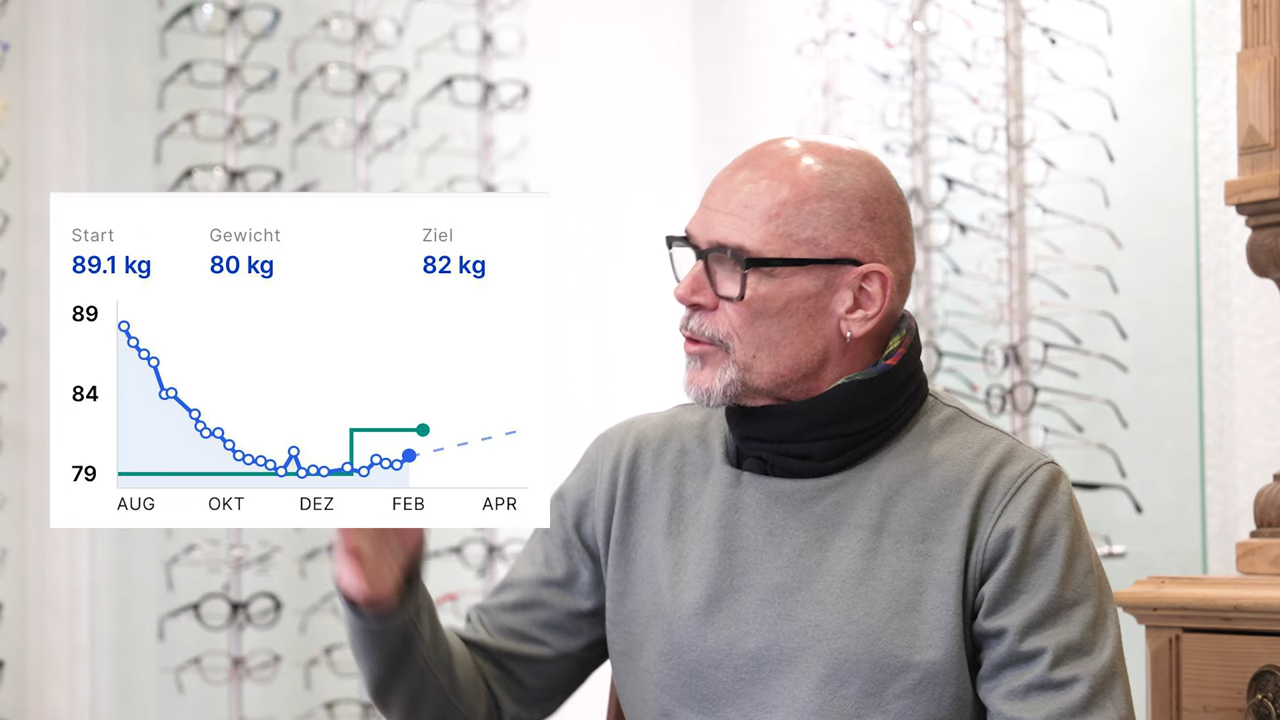 Start Gewicht Ziel
89.1 kg 80 kg 82 kg
89
84
79
AUG OKT DEZ FEB APR